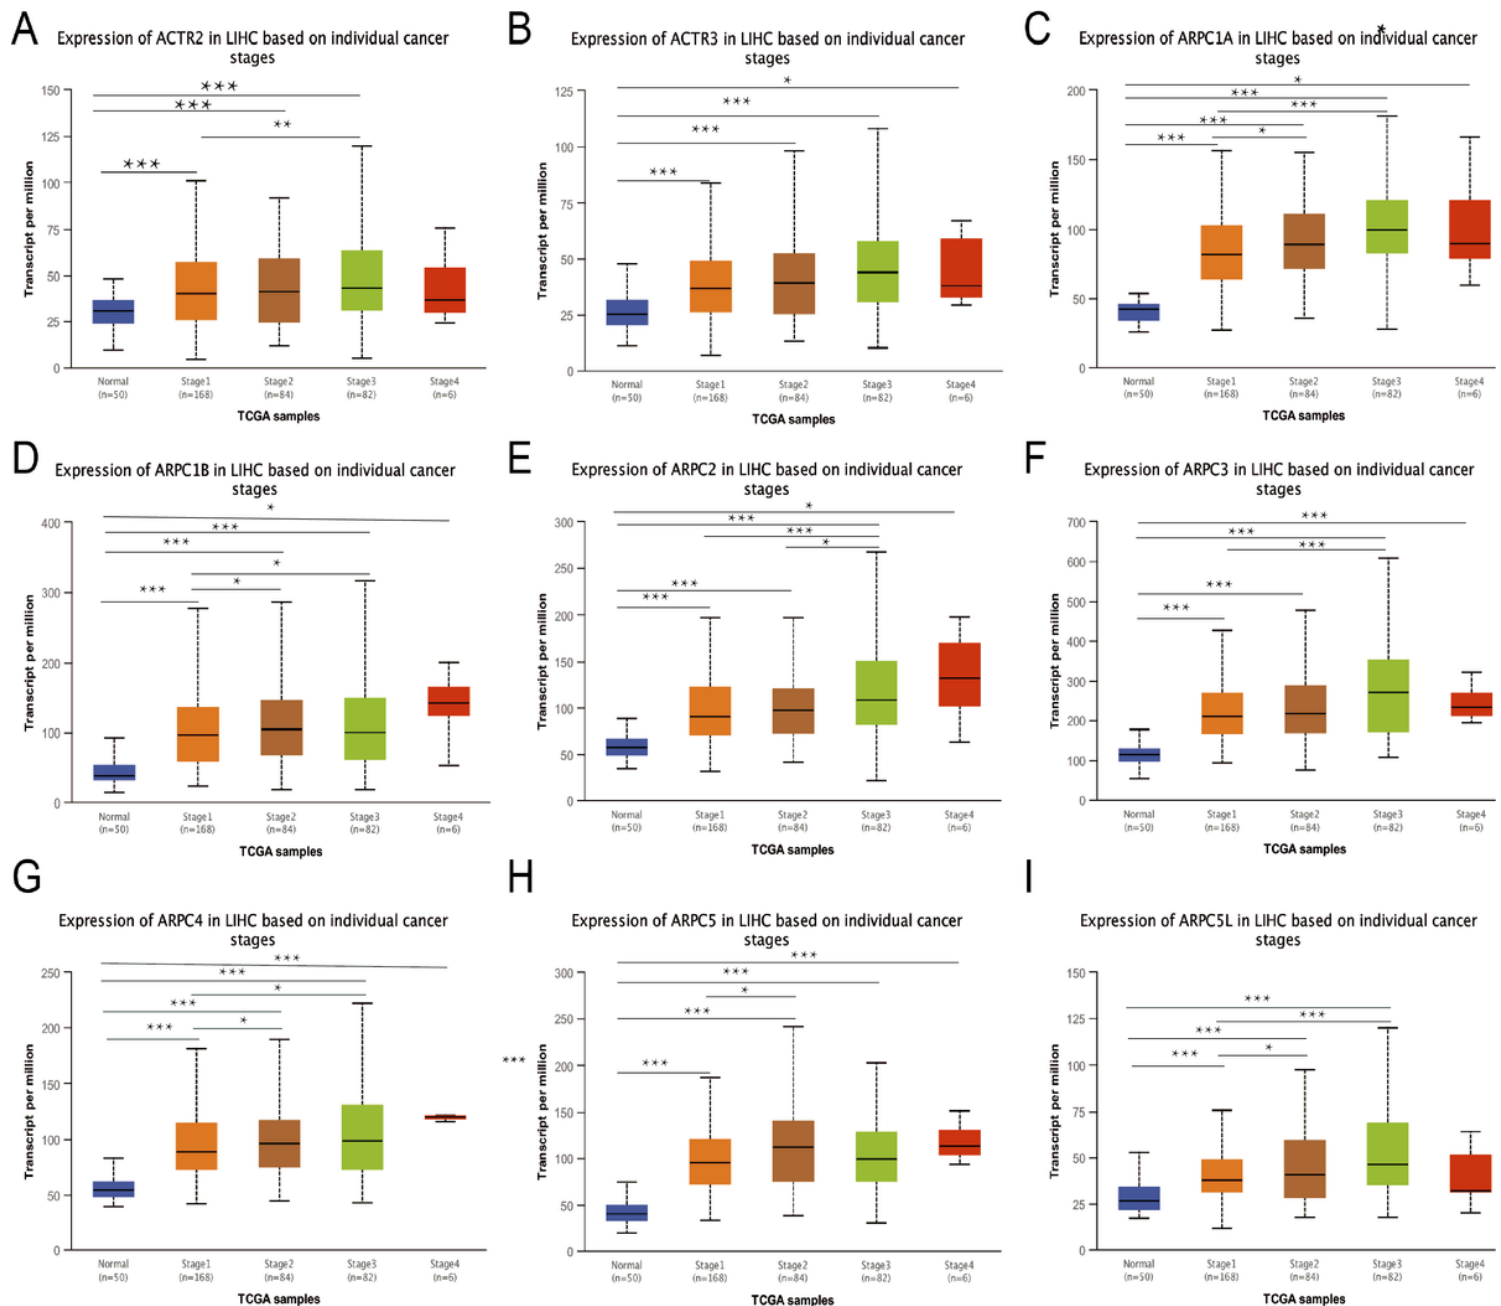 A
Expression of ACTR2 in LIHC based on individual cancer
stages
***
***
**
***
150
125
100
75
50
25
0
Transcript per million
Normal Stage1 Stage2 Stage3 Stage4
(n=50) (n=168) (n=84) (n=82) (n=6)
TCGA samples
B
Expression of ACTR3 in LIHC based on individual cancer
stages
*
***
***
***
125
100
75
50
25
0
Transcript per million
Normal Stage1 Stage2 Stage3 Stage4
(n=50) (n=168) (n=84) (n=82) (n=6)
TCGA samples
C
*
Expression of ARPC1A in LIHC based on individual cancer
stages
*
***
***
***
*
***
200
150
100
50
0
Transcript per million
Normal Stage1 Stage2 Stage3 Stage4
(n=50) (n=168) (n=84) (n=82) (n=6)
TCGA samples
D
Expression of ARPC1B in LIHC based on individual cancer
stages
*
***
***
*
*
***
400
300
200
100
0
Transcript per million
Normal Stage1 Stage2 Stage3 Stage4
(n=50) (n=168) (n=84) (n=82) (n=6)
TCGA samples
E
Expression of ARPC2 in LIHC based on individual cancer
stages
*
***
***
*
***
***
300
250
200
150
100
50
0
Transcript per million
Normal Stage1 Stage2 Stage3 Stage4
(n=50) (n=168) (n=84) (n=82) (n=6)
TCGA samples
F
Expression of ARPC3 in LIHC based on individual cancer
stages
***
***
***
***
***
700
600
500
400
300
200
100
0
Transcript per million
Normal Stage1 Stage2 Stage3 Stage4
(n=50) (n=168) (n=84) (n=82) (n=6)
TCGA samples
G
Expression of ARPC4 in LIHC based on individual cancer
stages
***
***
*
***
*
***
250
200
150
100
50
0
Transcript per million
Normal Stage1 Stage2 Stage3 Stage4
(n=50) (n=168) (n=84) (n=82) (n=6)
TCGA samples
H
Expression of ARPC5 in LIHC based on individual cancer
stages
***
***
*
***
***
***
300
250
200
150
100
50
0
Transcript per million
Normal Stage1 Stage2 Stage3 Stage4
(n=50) (n=168) (n=84) (n=82) (n=6)
TCGA samples
I
Expression of ARPC5L in LIHC based on individual cancer
stages
***
***
***
*
***
150
125
100
75
50
25
0
Transcript per million
Normal Stage1 Stage2 Stage3 Stage4
(n=50) (n=168) (n=84) (n=82) (n=6)
TCGA samples